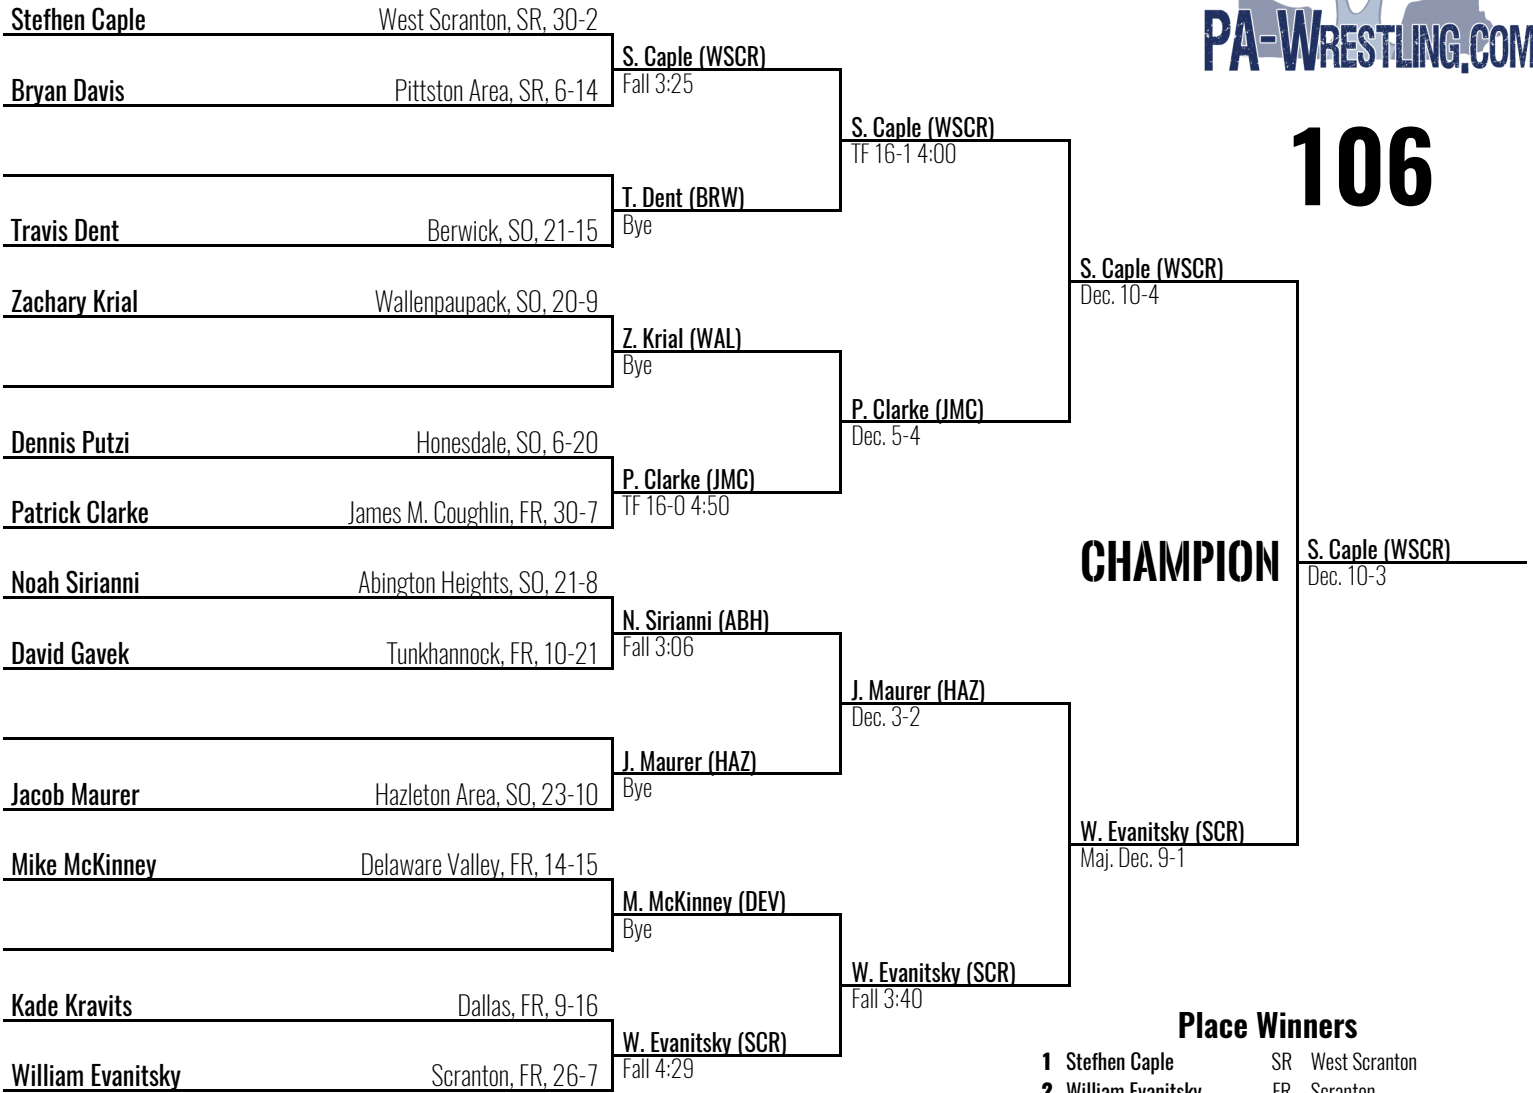 Stefhen Caple West Scranton, SR, 30-2
S. Caple (WSCR)
Fall 3:25
Bryan Davis Pittston Area, SR, 6-14
S. Caple (WSCR)
TF 16-1 4:00
T. Dent (BRW)
Bye
Travis Dent Berwick, SO, 21-15
S. Caple (WSCR)
Dec. 10-4
Zachary Krial Wallenpaupack, SO, 20-9
Z. Krial (WAL)
Bye
P. Clarke (JMC)
Dec. 5-4
Dennis Putzi Honesdale, SO, 6-20
P. Clarke (JMC)
TF 16-0 4:50
Patrick Clarke James M. Coughlin, FR, 30-7
PA-WRESTLING.COM
106
CHAMPION
S. Caple (WSCR)
Dec. 10-3
Noah Sirianni Abington Heights, SO, 21-8
N. Sirianni (ABH)
Fall 3:06
David Gavek Tunkhannock, FR, 10-21
J. Maurer (HAZ)
Dec. 3-2
J. Maurer (HAZ)
Bye
Jacob Maurer Hazleton Area, SO, 23-10
W. Evanitsky (SCR)
Maj. Dec. 9-1
Mike McKinney Delaware Valley, FR, 14-15
M. McKinney (DEV)
Bye
W. Evanitsky (SCR)
Fall 3:40
Kade Kravits Dallas, FR, 9-16
W. Evanitsky (SCR)
Fall 4:29
William Evanitsky Scranton, FR, 26-7
Place Winners
1 Stefhen Caple SR West Scranton
2 William Evanitsky FR Scranton